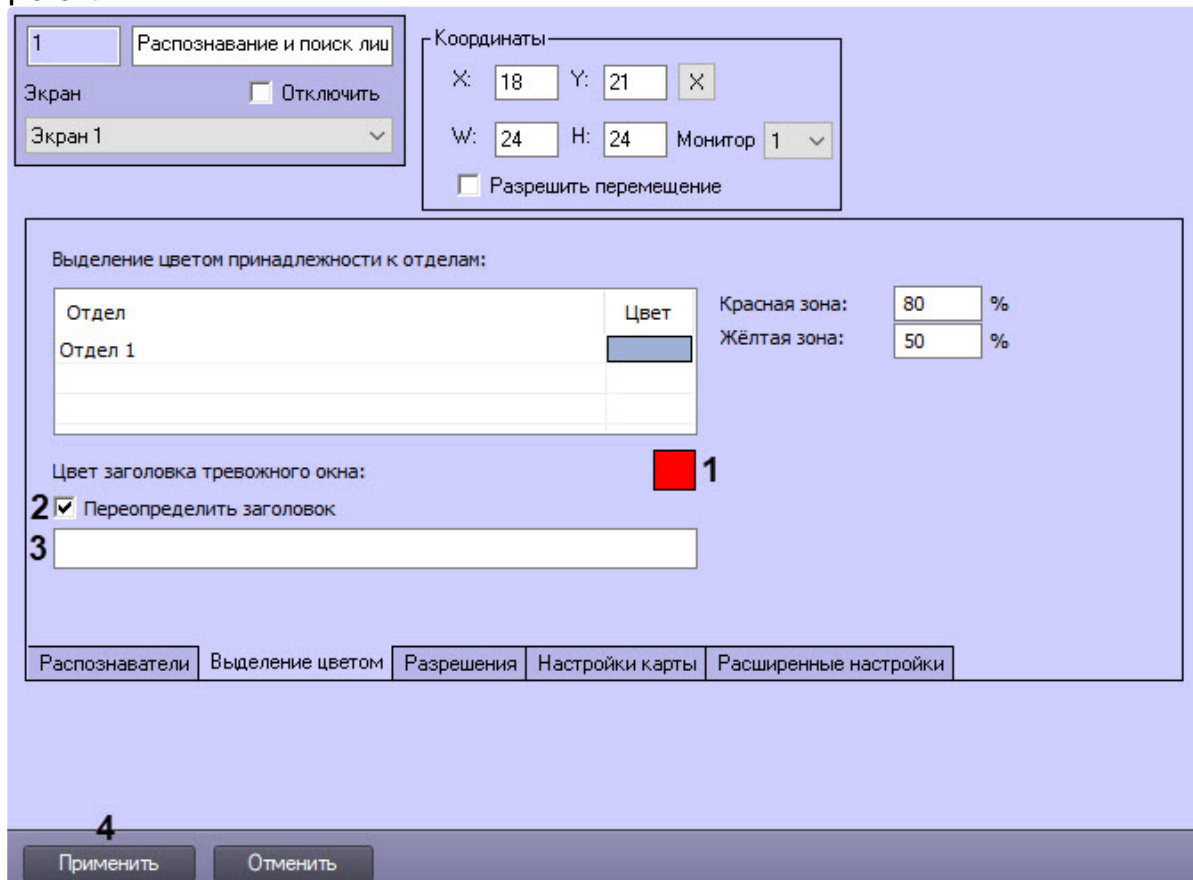 1 Распознавание и поиск лиц
Экран Отключить
Экран 1
Координаты
X: 18 Y: 21 X
W: 24 H: 24 Монитор 1
Разрешить перемещение
Выделение цветом принадлежности к отделам:
Отдел Цвет
Отдел 1
Красная зона: 80 %
Жёлтая зона: 50 %
Цвет заголовка тревожного окна: 1
2 Переопределить заголовок
3
Распознаватели Выделение цветом Разрешения Настройки карты Расширенные настройки
4
Применить Отменить